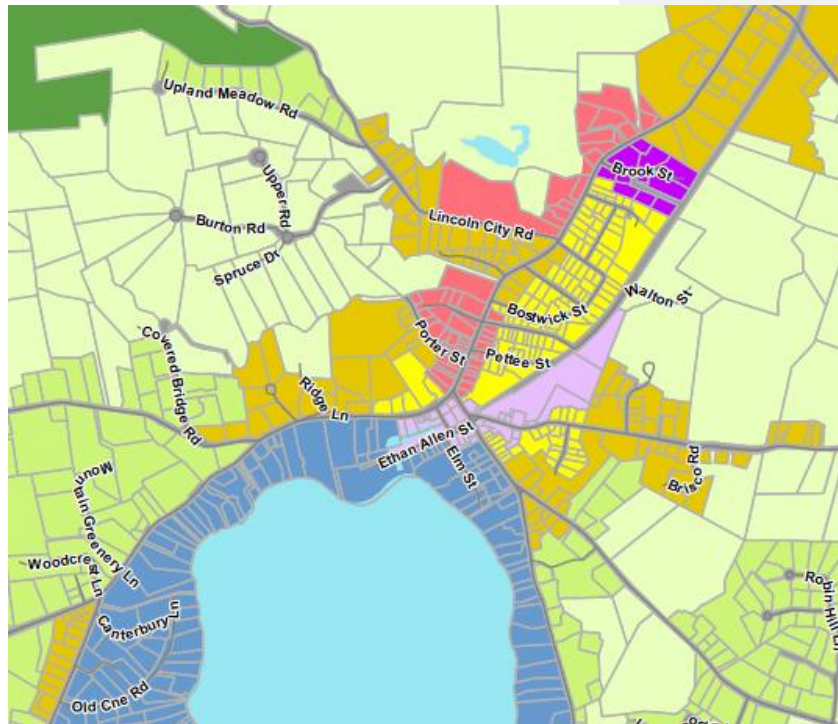 Upland Meadow Rd
Brook St
Upper Rd
Burton Rd
Lincoln City Rd
Spruce Dr
Walton St
Bostwick St
Covered Bridge Rd
Porter St
Pettee St
Ridge Ln
Ethan Allen St
Elm St
Brisco Rd
Mountain Greenery Ln
Woodcrest Ln
Robin Hill Ln
Canterbury Ln
Old Cne Rd